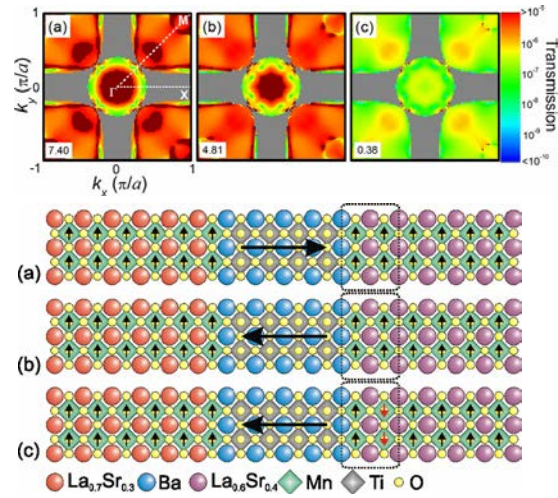 (a) (b) (c)
M
Γ X
1
0
-1
k_y (π/a)
7.40 4.81 0.38
-1 0 1
k_x (π/a)
>10⁻⁵
10⁻⁶
10⁻⁷
10⁻⁸
10⁻⁹
<10⁻¹⁰
Transmission
(a)
(b)
(c)
La₀.₇Sr₀.₃ Ba La₀.₆Sr₀.₄ Mn Ti O